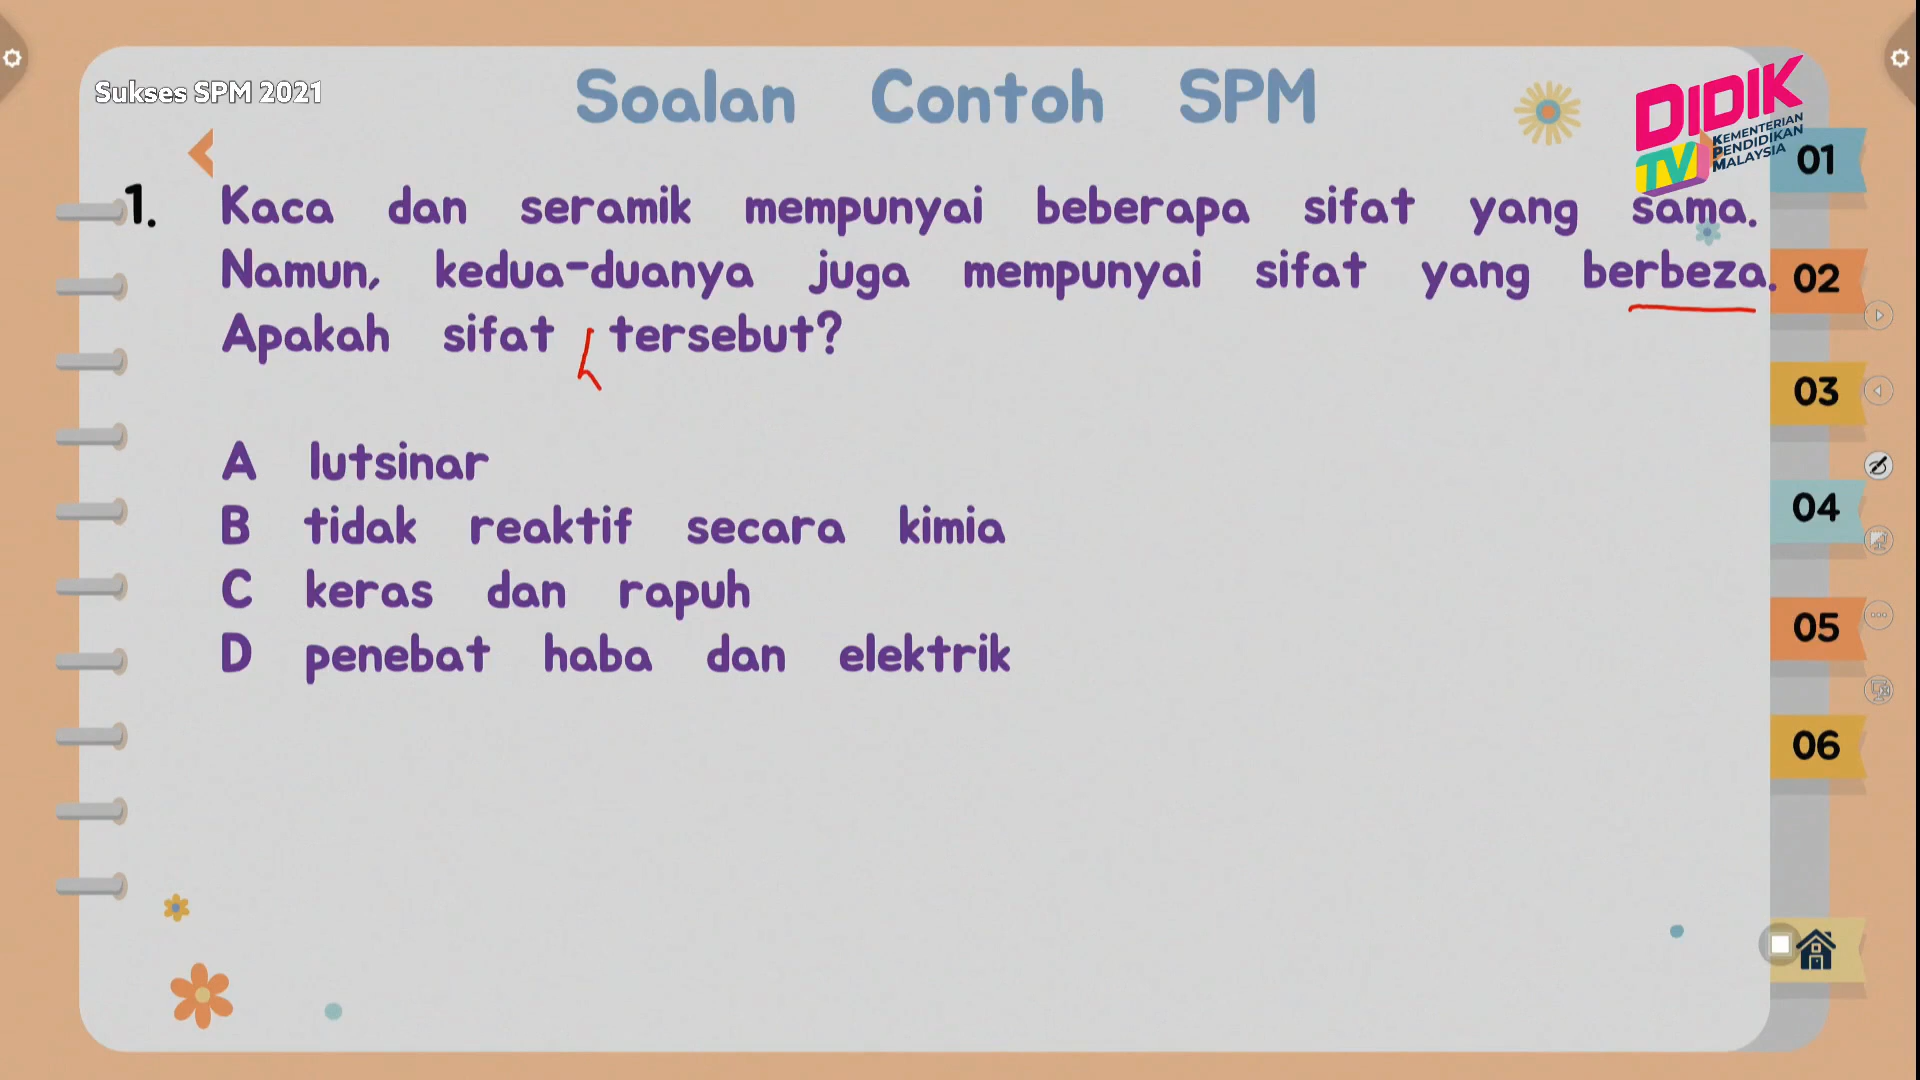 Sukses SPM 2021
Soalan Contoh SPM
DIDIK
TV
KEMENTERIAN
PENDIDIKAN
MALAYSIA
1. Kaca dan seramik mempunyai beberapa sifat yang sama.
Namun, kedua-duanya juga mempunyai sifat yang berbeza.
Apakah sifat tersebut?
A lutsinar
B tidak reaktif secara kimia
C keras dan rapuh
D penebat haba dan elektrik
01
02
03
04
05
06